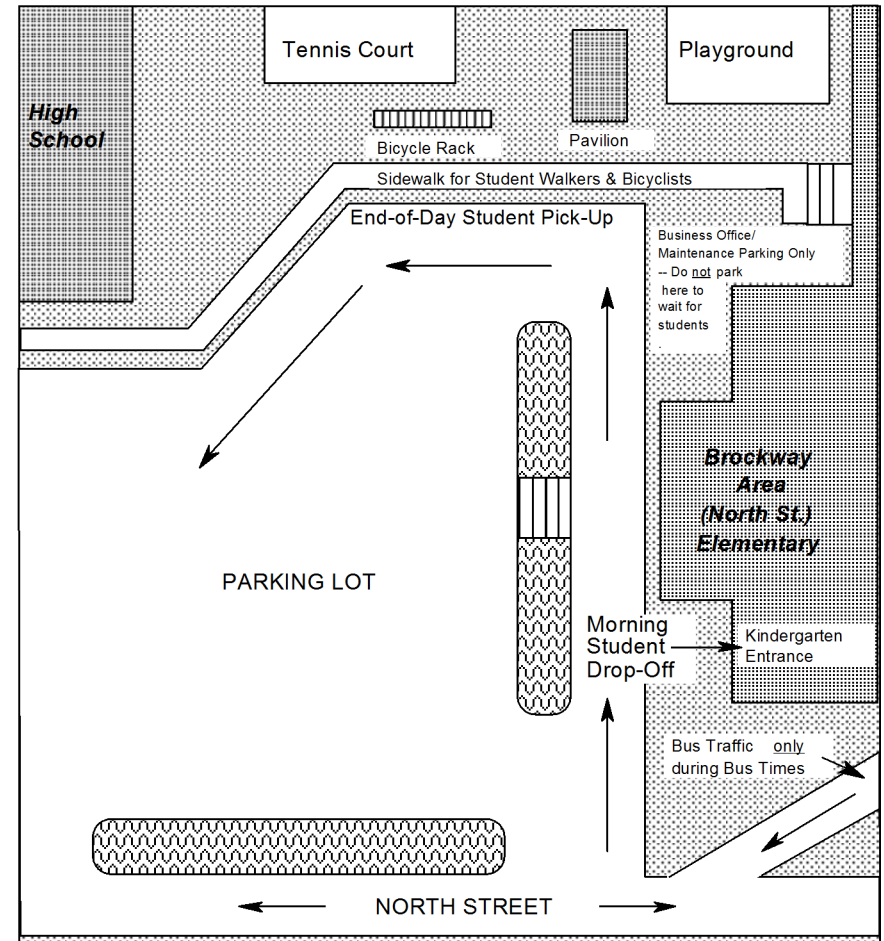 Tennis Court
Playground
High
School
Bicycle Rack
Pavilion
Sidewalk for Student Walkers & Bicyclists
End-of-Day Student Pick-Up
Business Office/
Maintenance Parking Only
-- Do not park
here to
wait for
students
.
Brockway
Area
(North St.)
Elementary
PARKING LOT
Morning
Student
Drop-Off
Kindergarten
Entrance
Bus Traffic only
during Bus Times
NORTH STREET